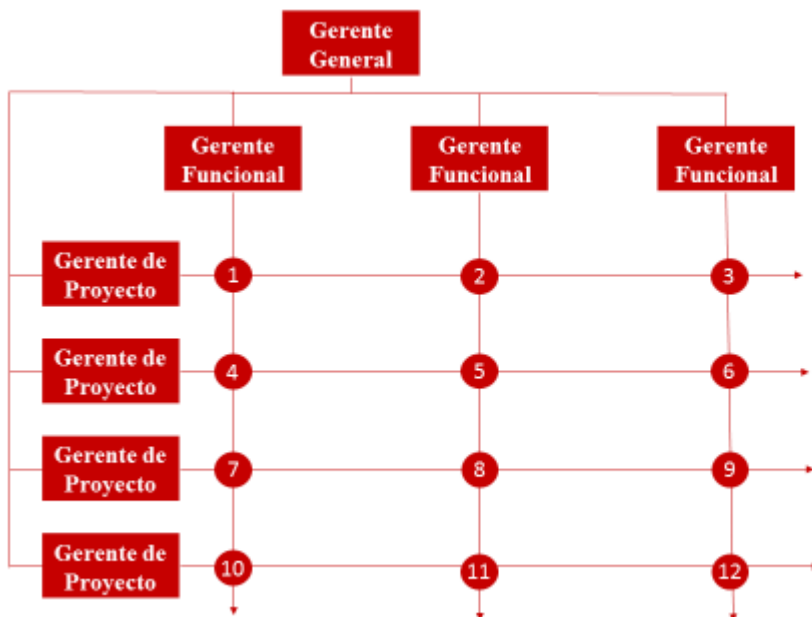 Gerente
General
Gerente
Funcional
Gerente
Funcional
Gerente
Funcional
Gerente de
Proyecto
1
2
3
Gerente de
Proyecto
4
5
6
Gerente de
Proyecto
7
8
9
Gerente de
Proyecto
10
11
12